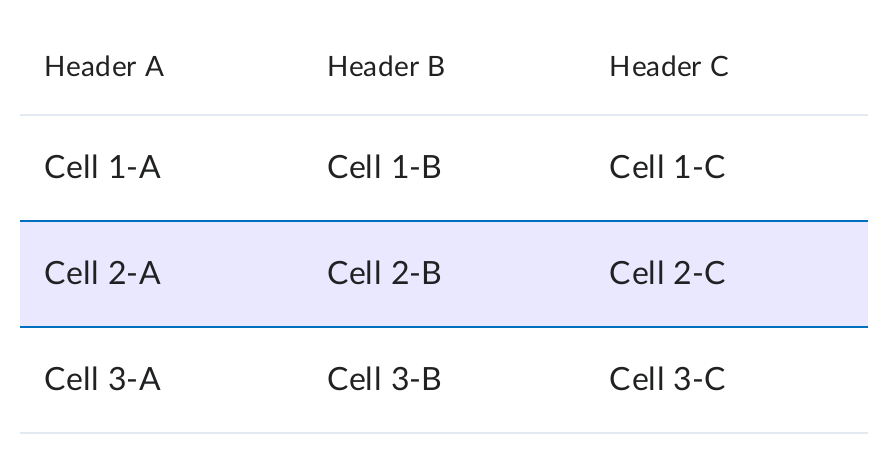 Header A Header B Header C
Cell 1-A Cell 1-B Cell 1-C
Cell 2-A Cell 2-B Cell 2-C
Cell 3-A Cell 3-B Cell 3-C